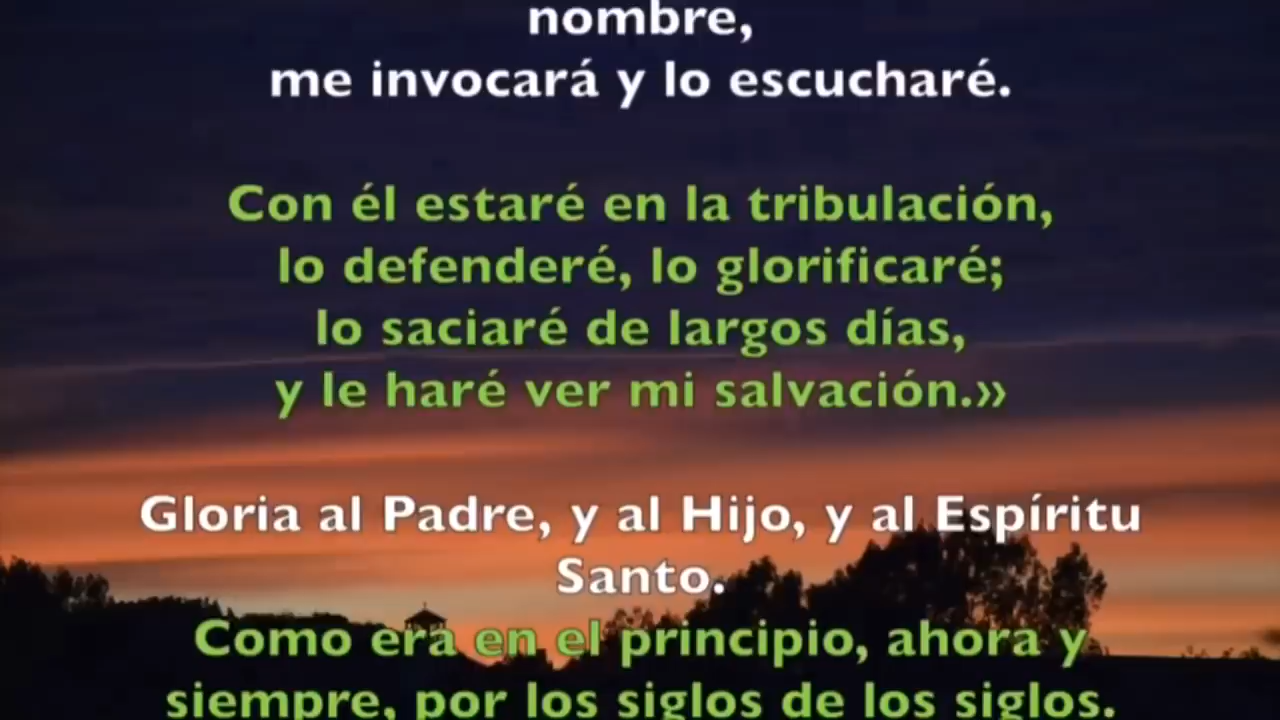 nombre,
me invocará y lo escucharé.
Con él estaré en la tribulación,
lo defenderé, lo glorificaré;
lo saciaré de largos días,
y le haré ver mi salvación.»
Gloria al Padre, y al Hijo, y al Espíritu
Santo.
Como era en el principio, ahora y
siempre, por los siglos de los siglos.